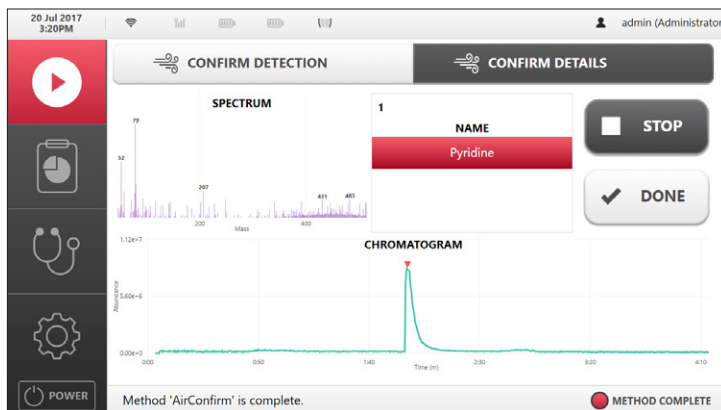 20 Jul 2017
3:20PM
admin (Administrator
CONFIRM DETECTION
CONFIRM DETAILS
SPECTRUM
79
52
207
431
483
200
400
Mass
1
NAME
Pyridine
STOP
DONE
CHROMATOGRAM
1.12e+7
5.60e+6
0.00e+0
Abundance
0:00
0:50
1:40
2:30
3:20
4:10
Time (m)
POWER
Method 'AirConfirm' is complete.
METHOD COMPLETE